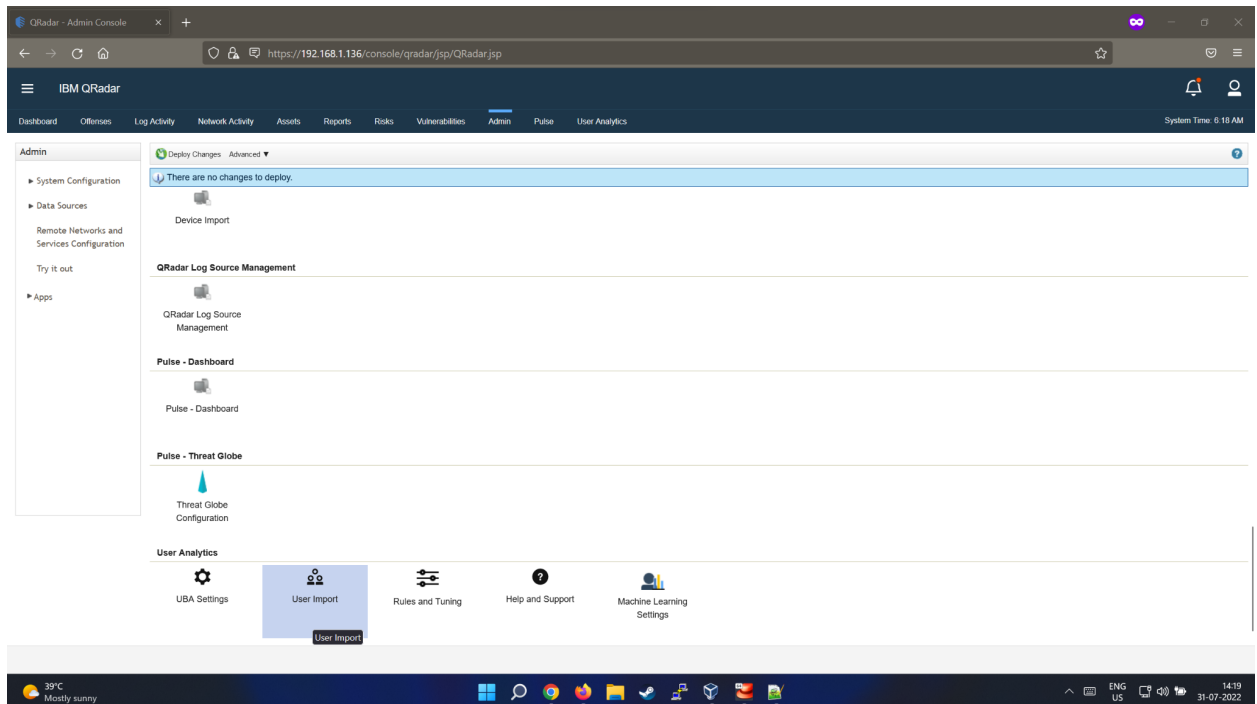 QRadar - Admin Console
https://192.168.1.136/console/qradar/jsp/QRadar.jsp
IBM QRadar
Dashboard Offenses Log Activity Network Activity Assets Reports Risks Vulnerabilities Admin Pulse User Analytics System Time: 6:18 AM
Admin
System Configuration
Data Sources
Remote Networks and
Services Configuration
Try it out
Apps
Deploy Changes Advanced
There are no changes to deploy.
Device Import
QRadar Log Source Management
QRadar Log Source
Management
Pulse - Dashboard
Pulse - Dashboard
Pulse - Threat Globe
Threat Globe
Configuration
User Analytics
UBA Settings
User Import
Rules and Tuning
Help and Support
Machine Learning
Settings
User Import
39°C
Mostly sunny
ENG
US
14:19
31-07-2022